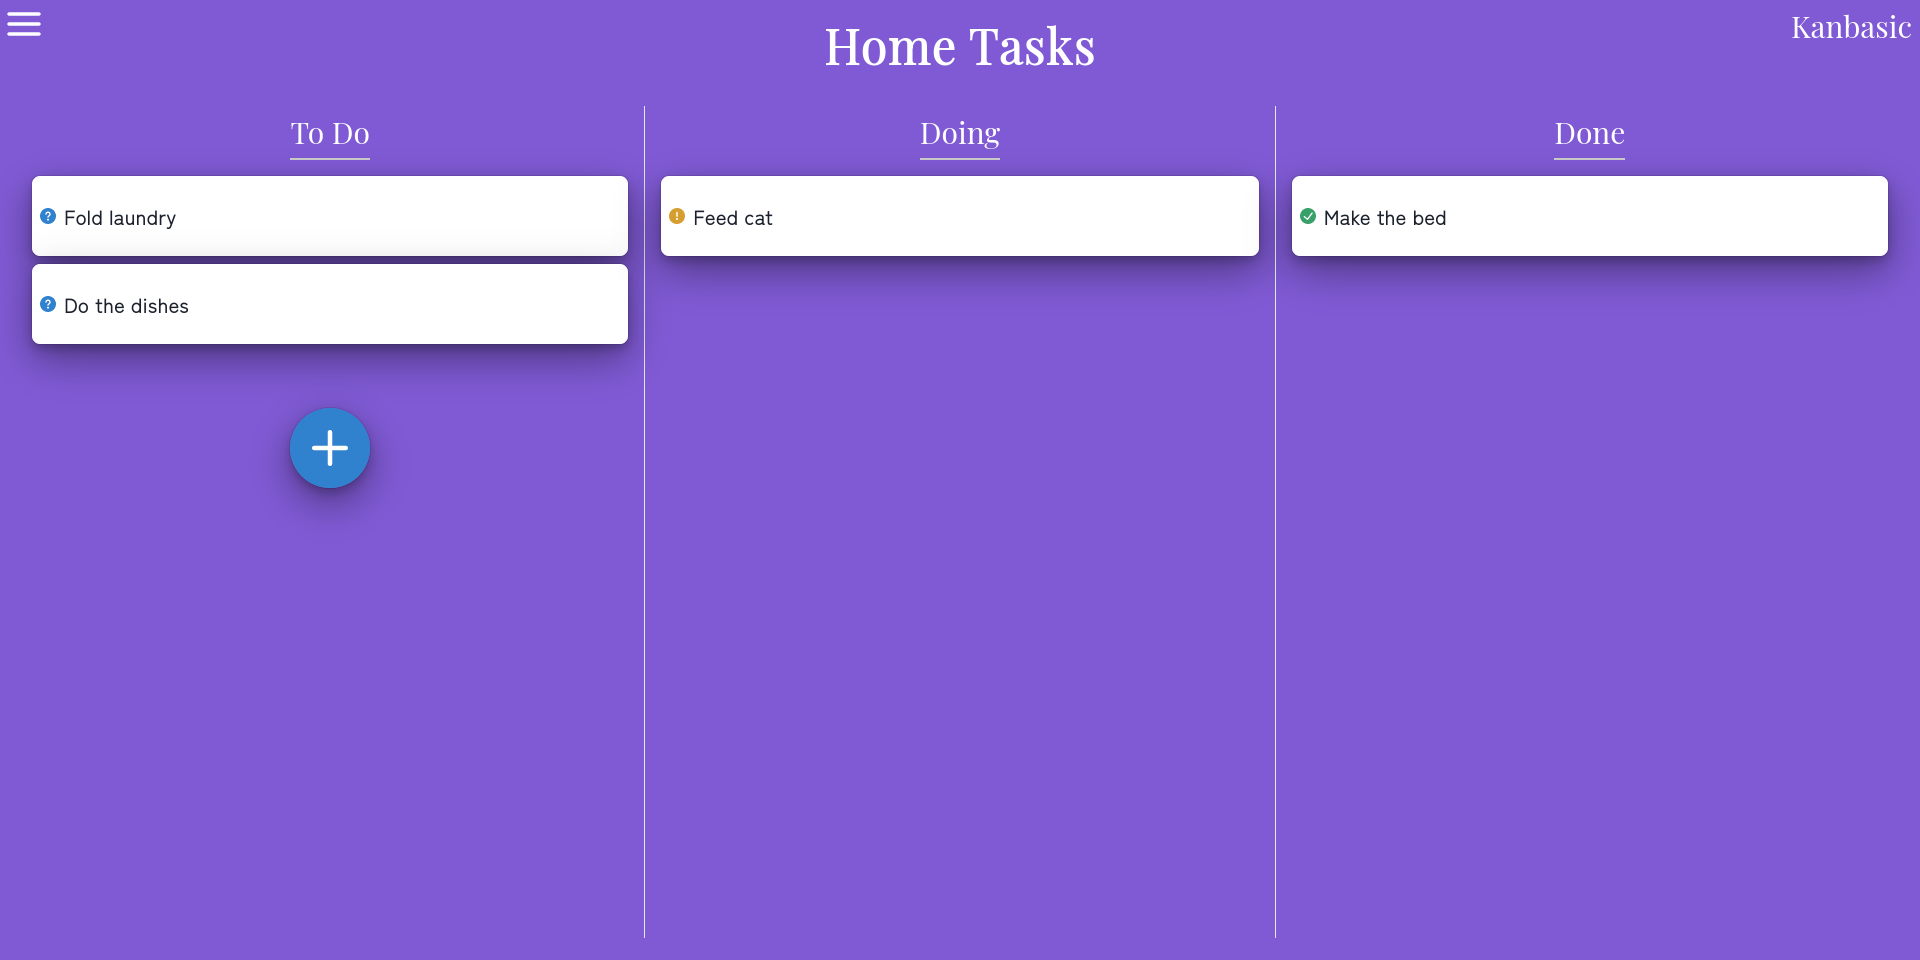 Home Tasks
Kanbasic
To Do
Fold laundry
Do the dishes
Doing
Feed cat
Done
Make the bed